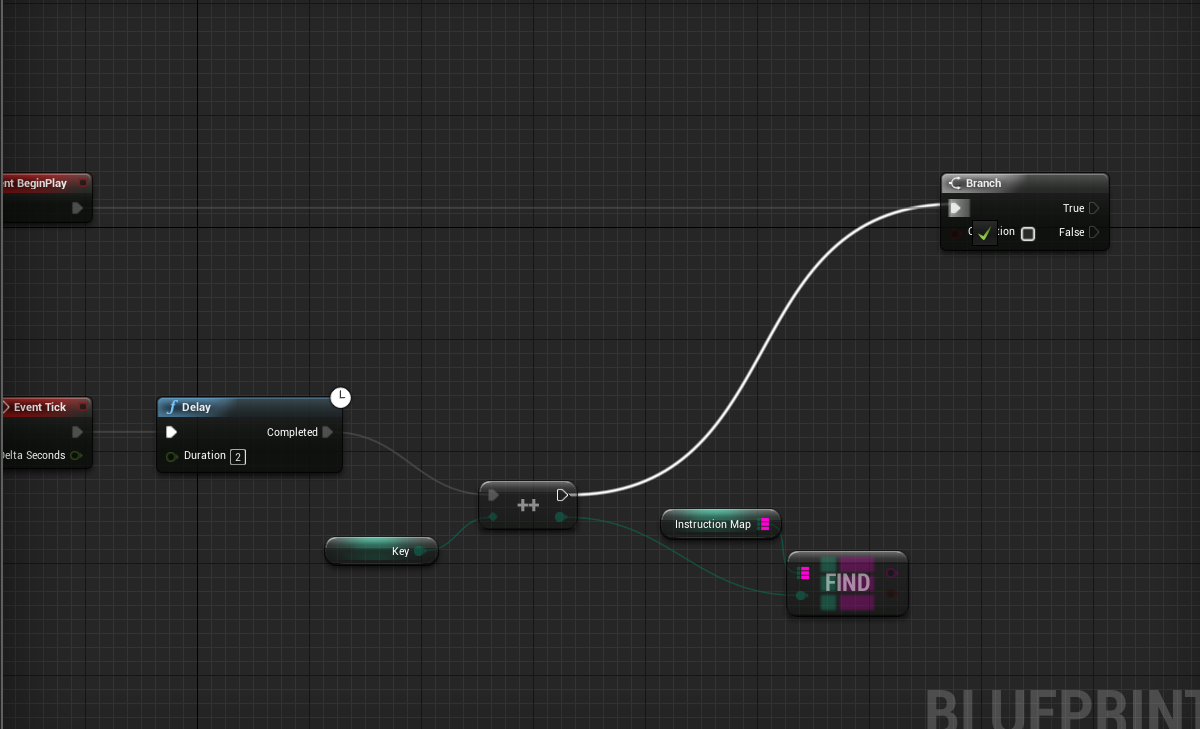 nt BeginPlay
Branch
True
tion
False
Event Tick
Delay
Completed
elta Seconds
Duration 2
++
Instruction Map
Key
FIND
BLUEPRINT